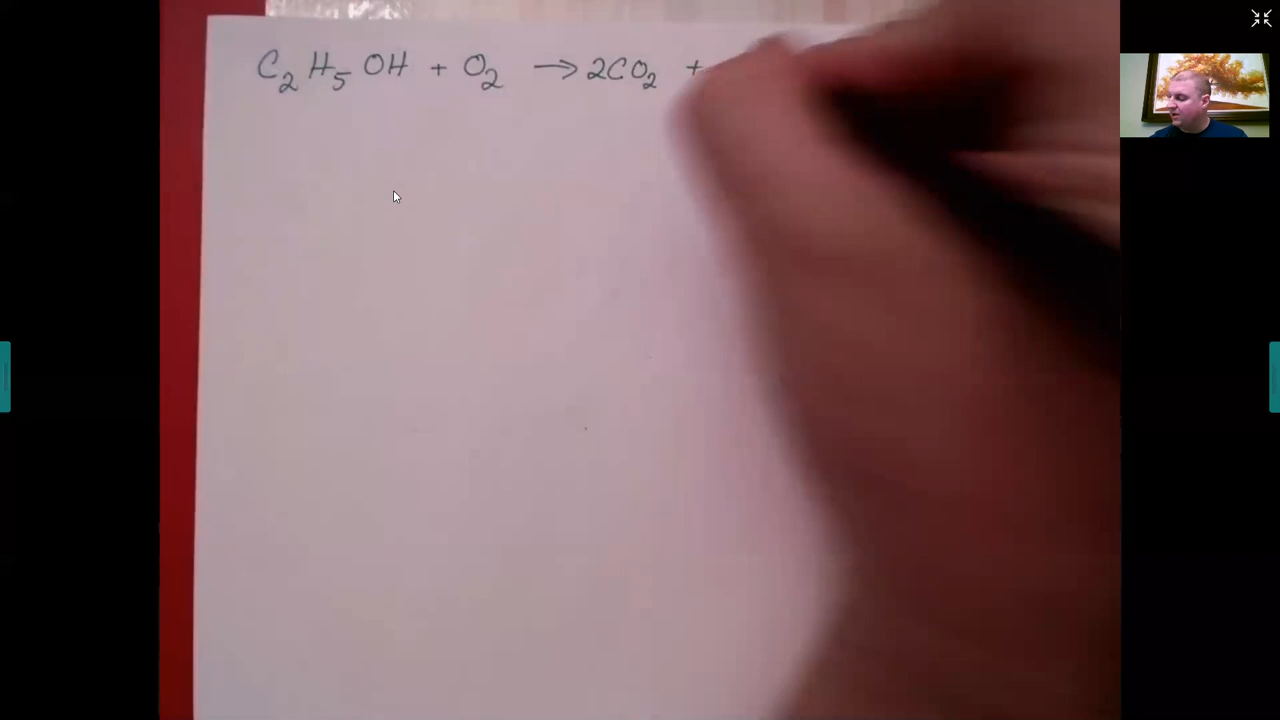 C₂H₅OH + O₂ → 2CO₂ +